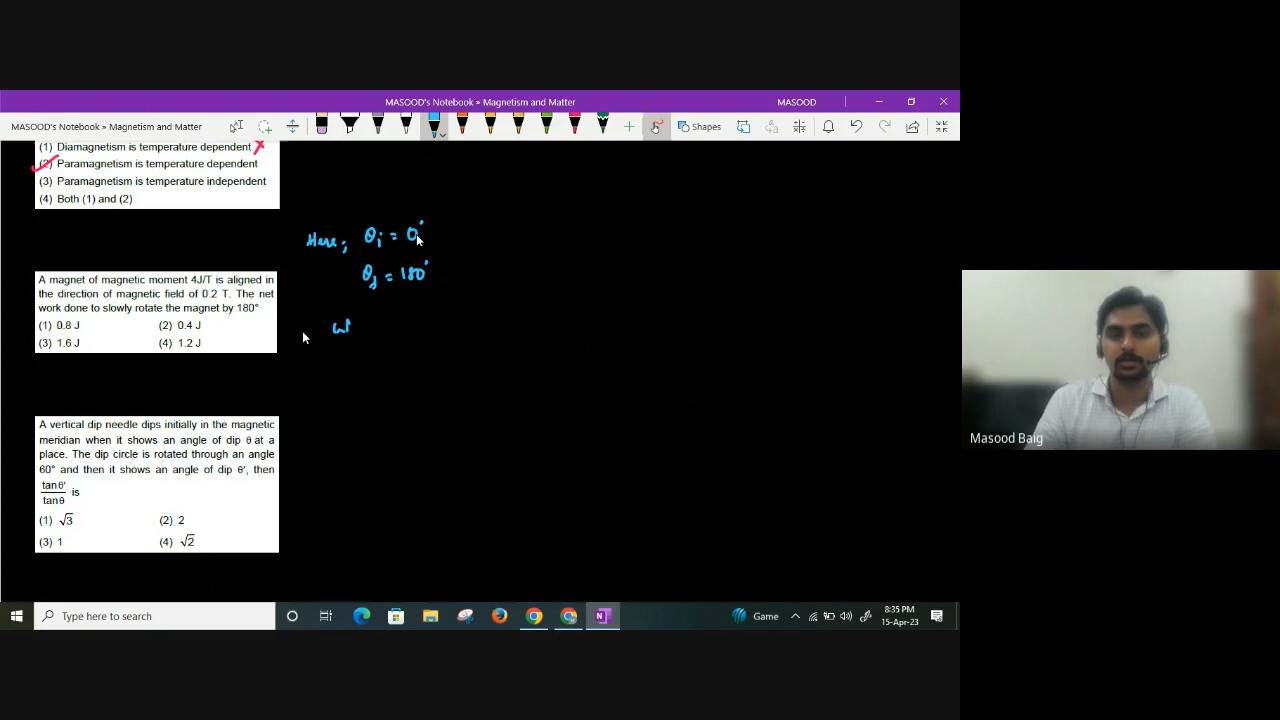 MASOOD's Notebook » Magnetism and Matter
MASOOD
MASOOD's Notebook » Magnetism and Matter
Shapes
(1) Diamagnetism is temperature dependent
(2) Paramagnetism is temperature dependent
(3) Paramagnetism is temperature independent
(4) Both (1) and (2)
Here; θi = 0°
θf = 180°
A magnet of magnetic moment 4J/T is aligned in
the direction of magnetic field of 0.2 T. The net
work done to slowly rotate the magnet by 180°
(1) 0.8 J (2) 0.4 J
(3) 1.6 J (4) 1.2 J
A vertical dip needle dips initially in the magnetic
meridian when it shows an angle of dip θ at a
place. The dip circle is rotated through an angle
60° and then it shows an angle of dip θ', then
tanθ'
tanθ
is
(1) √3 (2) 2
(3) 1 (4) √2
Masood Baig
Type here to search
Game
8:35 PM
15-Apr-23